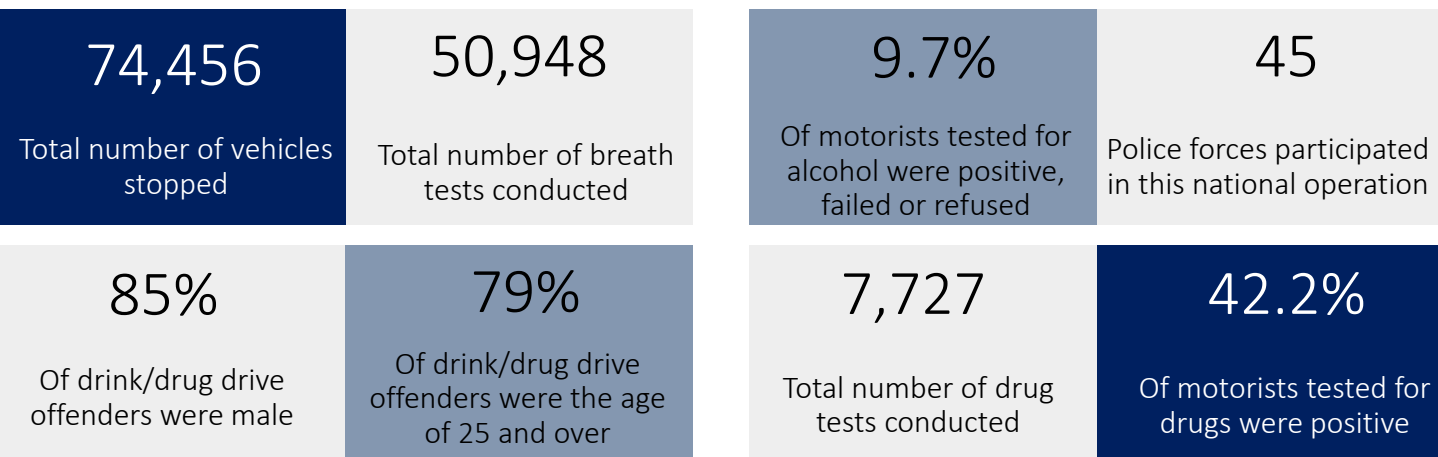 74,456
Total number of vehicles
stopped
50,948
Total number of breath
tests conducted
9.7%
Of motorists tested for
alcohol were positive,
failed or refused
45
Police forces participated
in this national operation
85%
Of drink/drug drive
offenders were male
79%
Of drink/drug drive
offenders were the age
of 25 and over
7,727
Total number of drug
tests conducted
42.2%
Of motorists tested for
drugs were positive